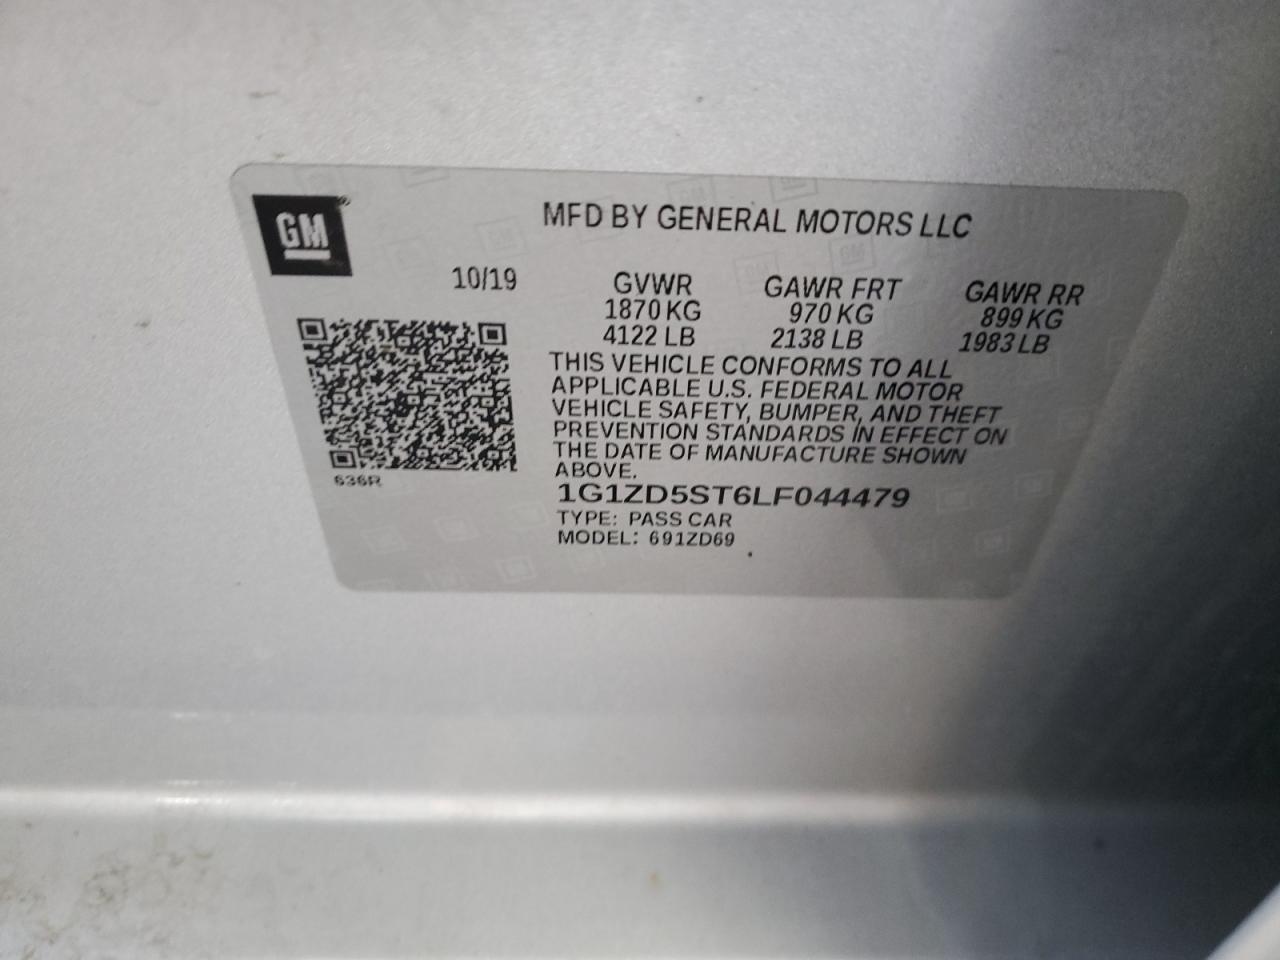 GM
MFD BY GENERAL MOTORS LLC
10/19
GVWR GAWR FRT GAWR RR
1870 KG 970 KG 899 KG
4122 LB 2138 LB 1983 LB
THIS VEHICLE CONFORMS TO ALL
APPLICABLE U.S. FEDERAL MOTOR
VEHICLE SAFETY, BUMPER, AND THEFT
PREVENTION STANDARDS IN EFFECT ON
THE DATE OF MANUFACTURE SHOWN
ABOVE.
636R
1G1ZD5ST6LF044479
TYPE: PASS CAR
MODEL: 691ZD69